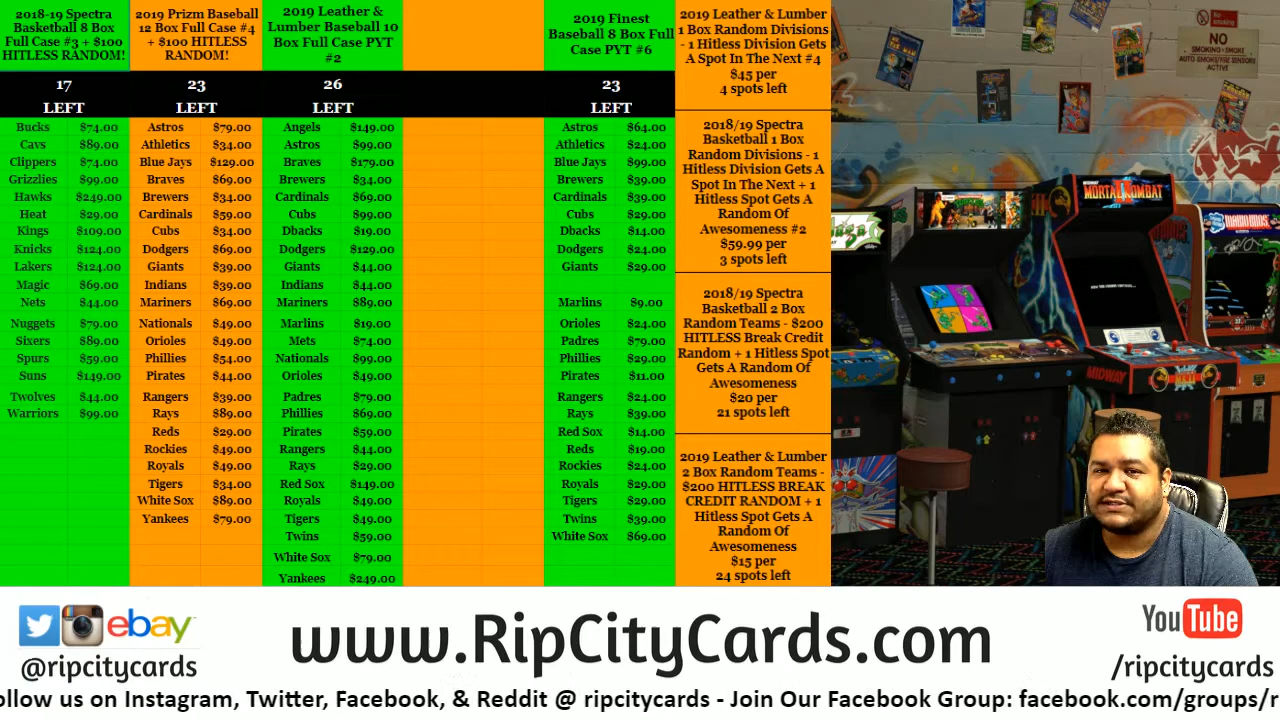 2018-19 Spectra
Basketball 8 Box
Full Case #3 + $100
HITLESS RANDOM!
17
LEFT
Bucks $74.00
Cavs $89.00
Clippers $74.00
Grizzlies $99.00
Hawks $249.00
Heat $29.00
Kings $109.00
Knicks $124.00
Lakers $124.00
Magic $69.00
Nets $44.00
Nuggets $79.00
Sixers $89.00
Spurs $59.00
Suns $149.00
Twolves $44.00
Warriors $99.00
2019 Prizm Baseball
12 Box Full Case #4
+ $100 HITLESS
RANDOM!
23
LEFT
Astros $79.00
Athletics $34.00
Blue Jays $129.00
Braves $69.00
Brewers $34.00
Cardinals $59.00
Cubs $34.00
Dodgers $69.00
Giants $39.00
Indians $39.00
Mariners $69.00
Nationals $49.00
Orioles $49.00
Phillies $54.00
Pirates $44.00
Rangers $39.00
Rays $89.00
Reds $29.00
Rockies $49.00
Royals $49.00
Tigers $34.00
White Sox $89.00
Yankees $79.00
2019 Leather &
Lumber Baseball 10
Box Full Case PYT
#2
26
LEFT
Angels $149.00
Astros $99.00
Braves $179.00
Brewers $34.00
Cardinals $69.00
Cubs $99.00
Dbacks $19.00
Dodgers $129.00
Giants $44.00
Indians $44.00
Mariners $89.00
Marlins $19.00
Mets $74.00
Nationals $99.00
Orioles $49.00
Padres $79.00
Phillies $69.00
Pirates $59.00
Rangers $44.00
Rays $29.00
Red Sox $149.00
Royals $49.00
Tigers $49.00
Twins $59.00
White Sox $79.00
Yankees $249.00
2019 Finest
Baseball 8 Box Full
Case PYT #6
23
LEFT
Astros $64.00
Athletics $24.00
Blue Jays $99.00
Brewers $39.00
Cardinals $39.00
Cubs $29.00
Dbacks $14.00
Dodgers $24.00
Giants $29.00
Marlins $9.00
Orioles $24.00
Padres $79.00
Phillies $29.00
Pirates $11.00
Rangers $24.00
Rays $39.00
Red Sox $14.00
Reds $19.00
Rockies $24.00
Royals $29.00
Tigers $29.00
Twins $39.00
White Sox $69.00
2019 Leather & Lumber
1 Box Random Divisions
- 1 Hitless Division Gets
A Spot In The Next #4
$45 per
4 spots left
2018/19 Spectra
Basketball 1 Box
Random Divisions - 1
Hitless Division Gets A
Spot In The Next + 1
Hitless Spot Gets A
Random Of
Awesomeness #2
$59.99 per
3 spots left
2018/19 Spectra
Basketball 2 Box
Random Teams - $200
HITLESS Break Credit
Random + 1 Hitless Spot
Gets A Random Of
Awesomeness
$20 per
21 spots left
2019 Leather & Lumber
2 Box Random Teams -
$200 HITLESS BREAK
CREDIT RANDOM + 1
Hitless Spot Gets A
Random Of
Awesomeness
$15 per
24 spots left
No smoking
NO
SMOKING
ACTIVE
MORTAL KOMBAT
MARIO BROS.
MIDWAY
ebay
@ripcitycards
www.RipCityCards.com
YouTube
/ripcitycards
ollow us on Instagram, Twitter, Facebook, & Reddit @ ripcitycards - Join Our Facebook Group: facebook.com/groups/r